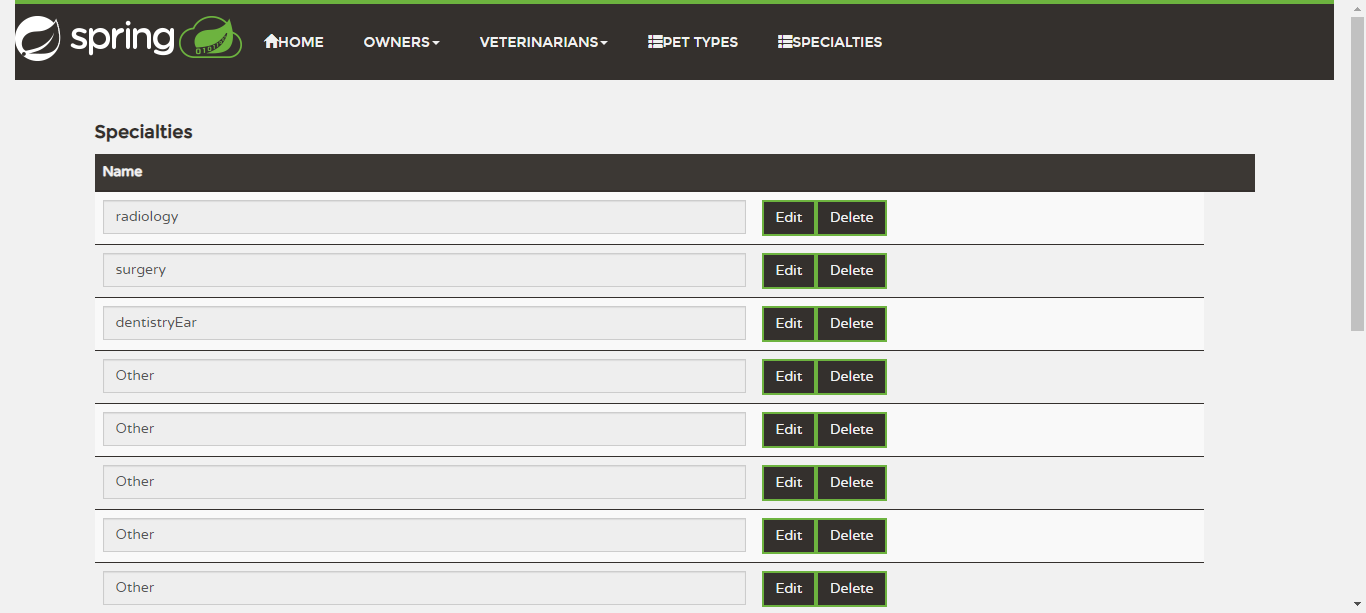 spring HOME OWNERS VETERINARIANS PET TYPES SPECIALTIES
Specialties
Name
radiology Edit Delete
surgery Edit Delete
dentistryEar Edit Delete
Other Edit Delete
Other Edit Delete
Other Edit Delete
Other Edit Delete
Other Edit Delete